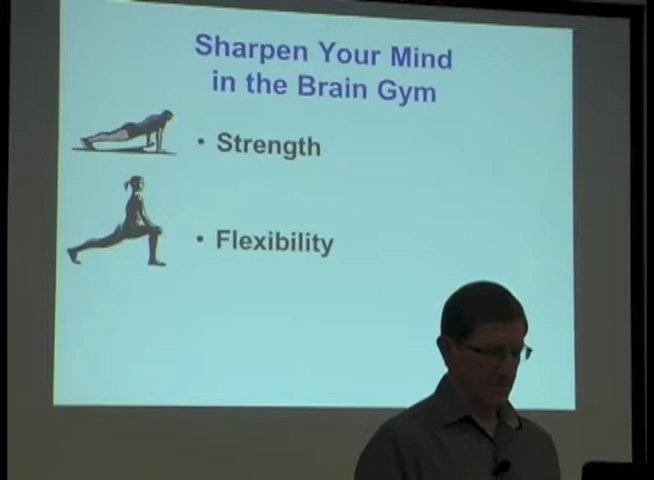 Sharpen Your Mind
in the Brain Gym
• Strength
• Flexibility